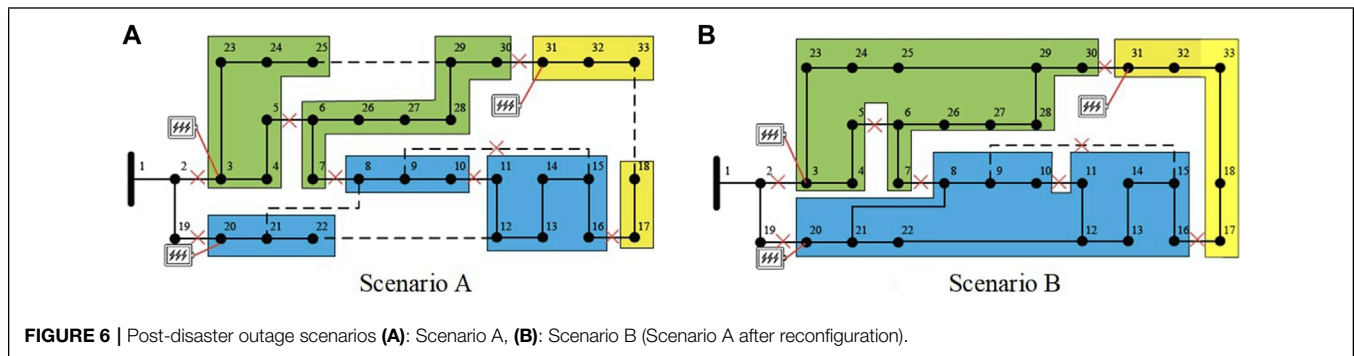 A
B
23 24 25 29 30 31 32 33
23 24 25 29 30 31 32 33
5 6 26 27 28
5 6 26 27 28
1 2 3 4 7 8 9 10 11 14 15 18
1 2 3 4 7 8 9 10 11 14 15 18
19 20 21 22 12 13 16 17
19 20 21 22 12 13 16 17
Scenario A
Scenario B
FIGURE 6 | Post-disaster outage scenarios (A): Scenario A, (B): Scenario B (Scenario A after reconfiguration).